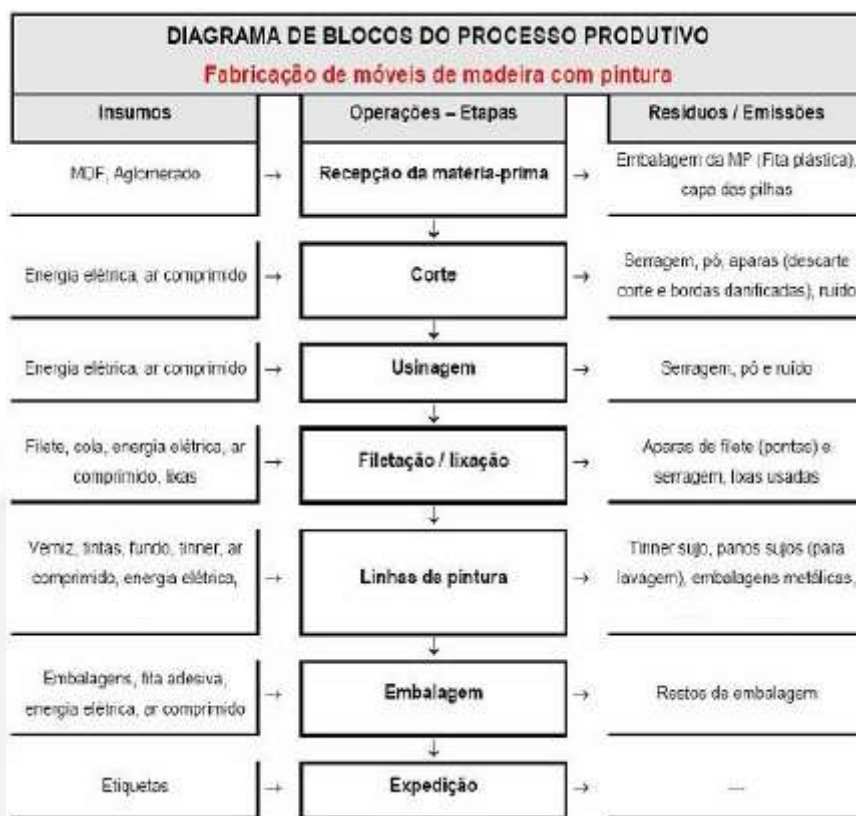 DIAGRAMA DE BLOCOS DO PROCESSO PRODUTIVO
Fabricação de móveis de madeira com pintura
Insumos
Operações – Etapas
Resíduos / Emissões
MDF, Aglomerado
→
Recepção da matéria-prima
→
Embalagem da MP (Fita plástica),
capa das pilhas
↓
Energia elétrica, ar comprimido
→
Corte
→
Serragem, pó, aparas (descarte
corte e bordas danificadas), ruído
↓
Energia elétrica, ar comprimido
→
Usinagem
→
Serragem, pó e ruído
↓
Filete, cola, energia elétrica, ar
comprimido, lixas
→
Filetação / lixação
→
Aparas de filete (pontas) e
serragem, lixas usadas
↓
Verniz, tintas, fundo, tinner, ar
comprimido, energia elétrica,
→
Linhas de pintura
→
Tinner sujo, panos sujos (para
lavagem), embalagens metálicas,
↓
Embalagens, fita adesiva,
energia elétrica, ar comprimido
→
Embalagem
→
Restos de embalagem
↓
Etiquetas
→
Expedição
→
—